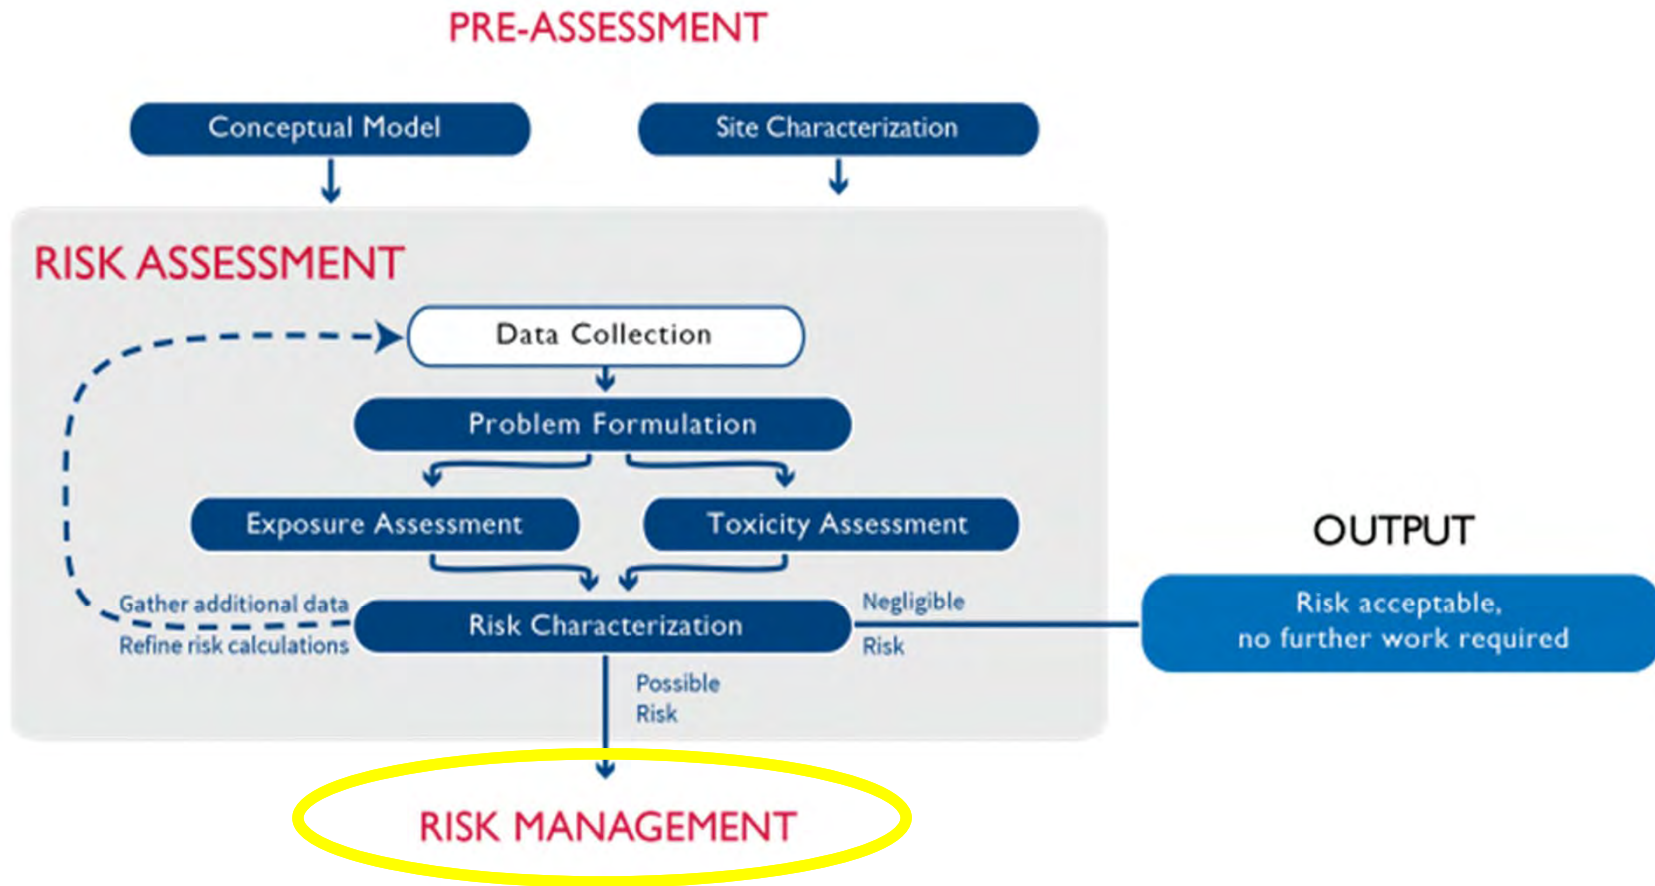 PRE-ASSESSMENT
Conceptual Model
Site Characterization
RISK ASSESSMENT
Data Collection
Problem Formulation
Exposure Assessment
Toxicity Assessment
OUTPUT
Gather additional data
Refine risk calculations
Risk Characterization
Negligible
Risk
Risk acceptable,
no further work required
Possible
Risk
RISK MANAGEMENT